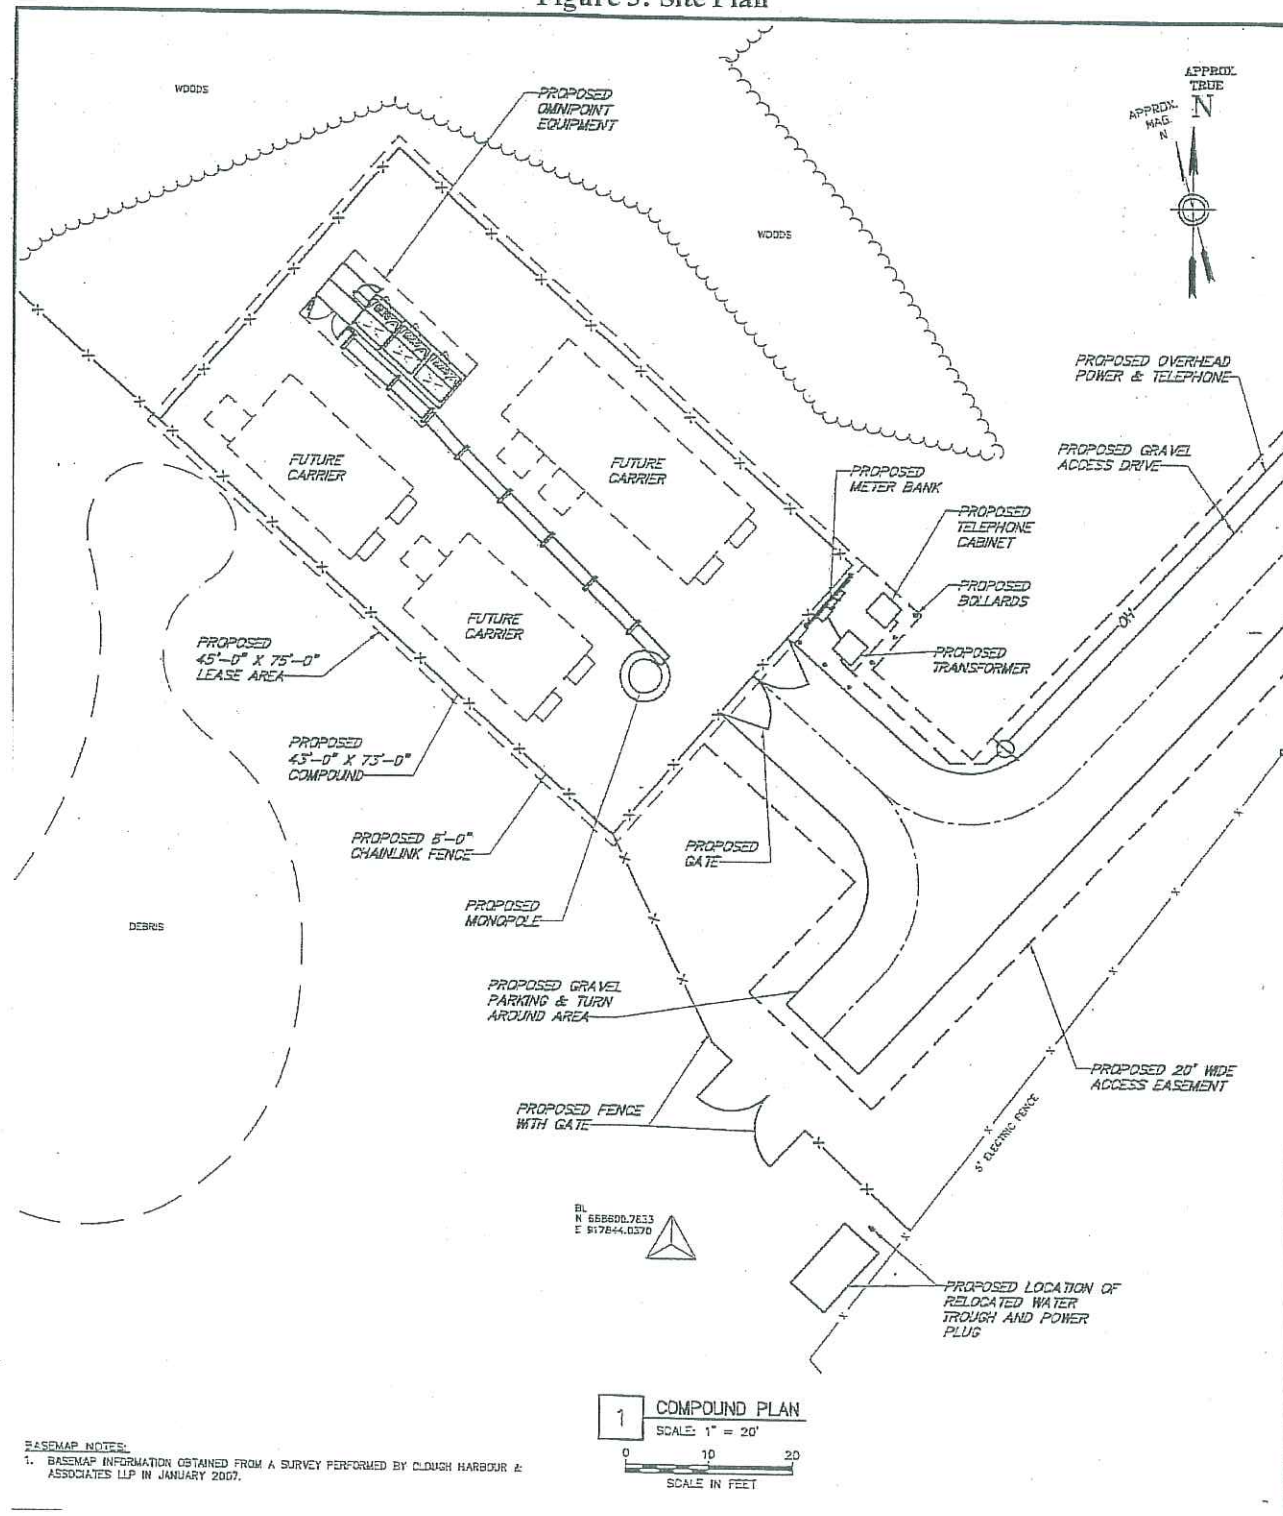 Figure 3: Site Plan
WOODS
PROPOSED
OMNIPOINT
EQUIPMENT
APPROX.
TRUE
N
APPROX.
MAG.
N
WOODS
PROPOSED OVERHEAD
POWER & TELEPHONE
PROPOSED GRAVEL
ACCESS DRIVE
FUTURE
CARRIER
FUTURE
CARRIER
PROPOSED
METER BANK
PROPOSED
TELEPHONE
CABINET
PROPOSED
BOLLARDS
FUTURE
CARRIER
OH
PROPOSED
TRANSFORMER
PROPOSED
45'-0" X 75'-0"
LEASE AREA
PROPOSED
43'-0" X 73'-0"
COMPOUND
PROPOSED
CHAINLINK FENCE
PROPOSED
GATE
PROPOSED
MONOPOLE
DEBRIS
PROPOSED GRAVEL
PARKING & TURN
AROUND AREA
PROPOSED 20' WIDE
ACCESS EASEMENT
PROPOSED FENCE
WITH GATE
5' ELECTRIC FENCE
BL
N
E
PROPOSED LOCATION OF
RELOCATED WATER
TROUGH AND POWER
PLUG
1 COMPOUND PLAN
SCALE: 1" = 20'
0 10 20
SCALE IN FEET
BASEMAP NOTES:
1. BASEMAP INFORMATION OBTAINED FROM A SURVEY PERFORMED BY CLOUGH HARBOUR &
ASSOCIATES LLP IN JANUARY 2007.